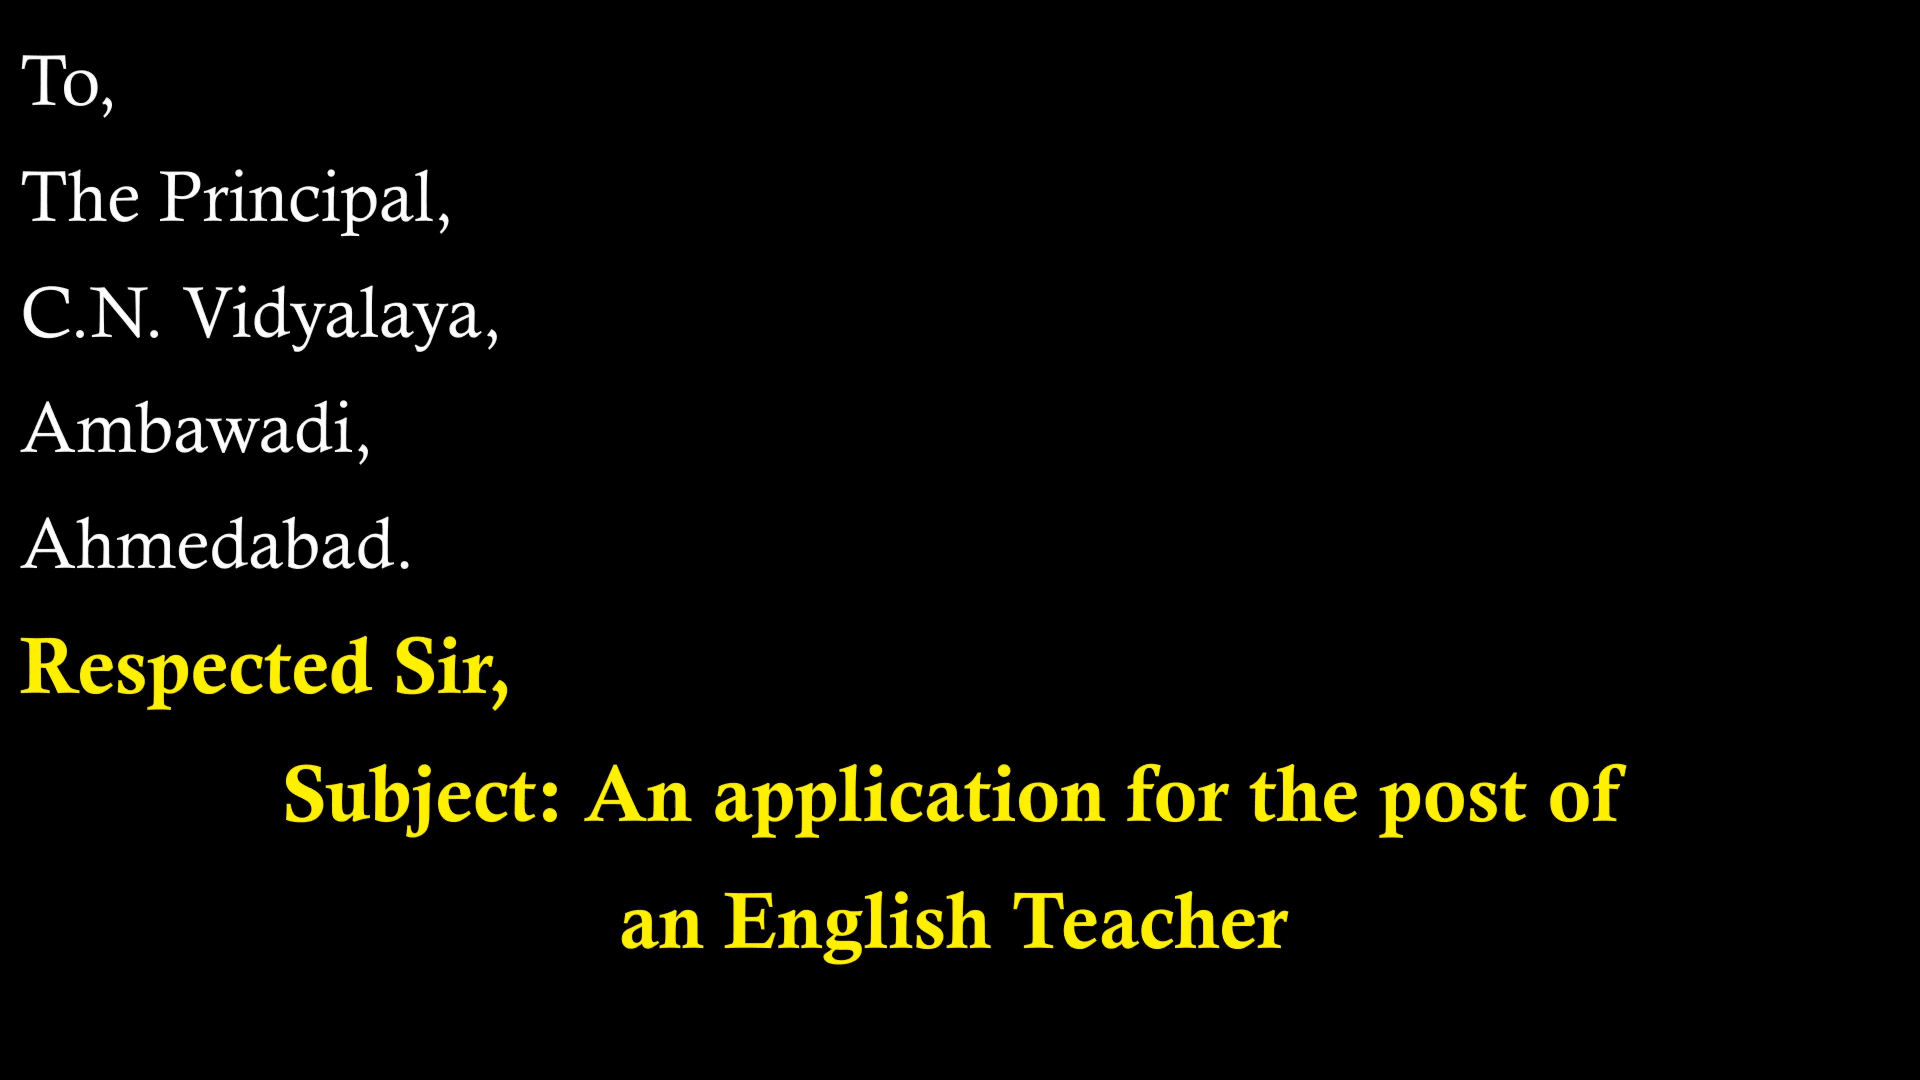 To,
The Principal,
C.N. Vidyalaya,
Ambawadi,
Ahmedabad.
Respected Sir,
Subject: An application for the post of
an English Teacher